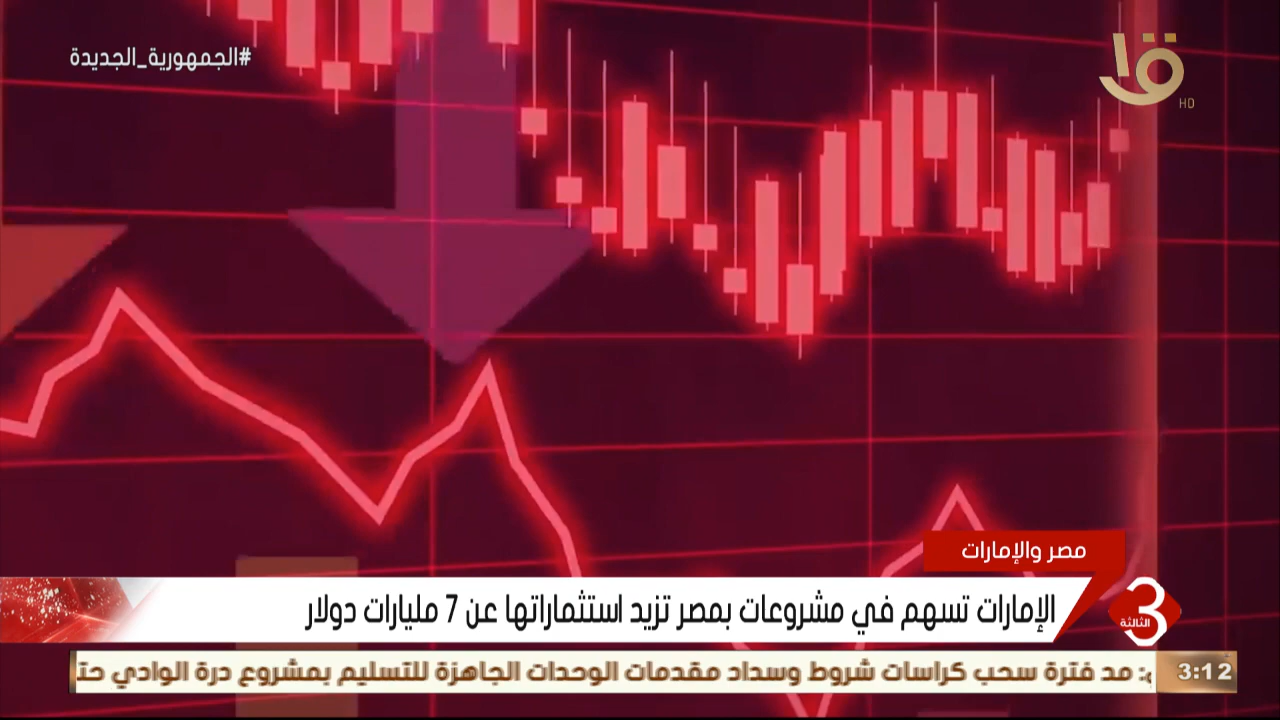 #الجمهورية_الجديدة
HD
مصر والإمارات
الإمارات تسهم في مشروعات بمصر تزيد استثماراتها عن 7 مليارات دولار
3 الثالثة
مد فترة سحب كراسات شروط وسداد مقدمات الوحدات الجاهزة للتسليم بمشروع درة الوادي
3:12